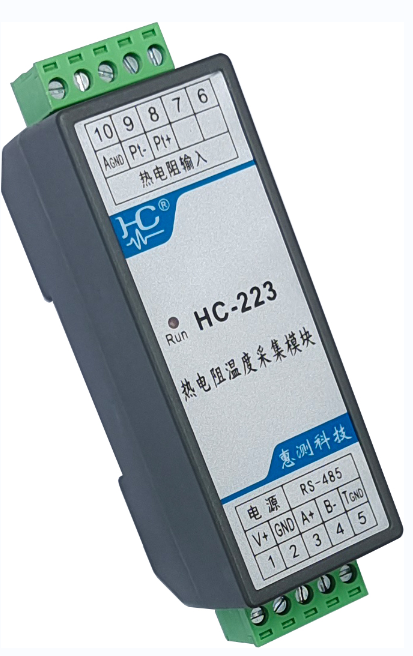 10 9 8 7 6
AGND Pt- Pt+
热电阻输入
HC®
Run HC-223
热电阻温度采集模块
惠测科技
电源 RS-485
V+ GND A+ B- TGND
1 2 3 4 5